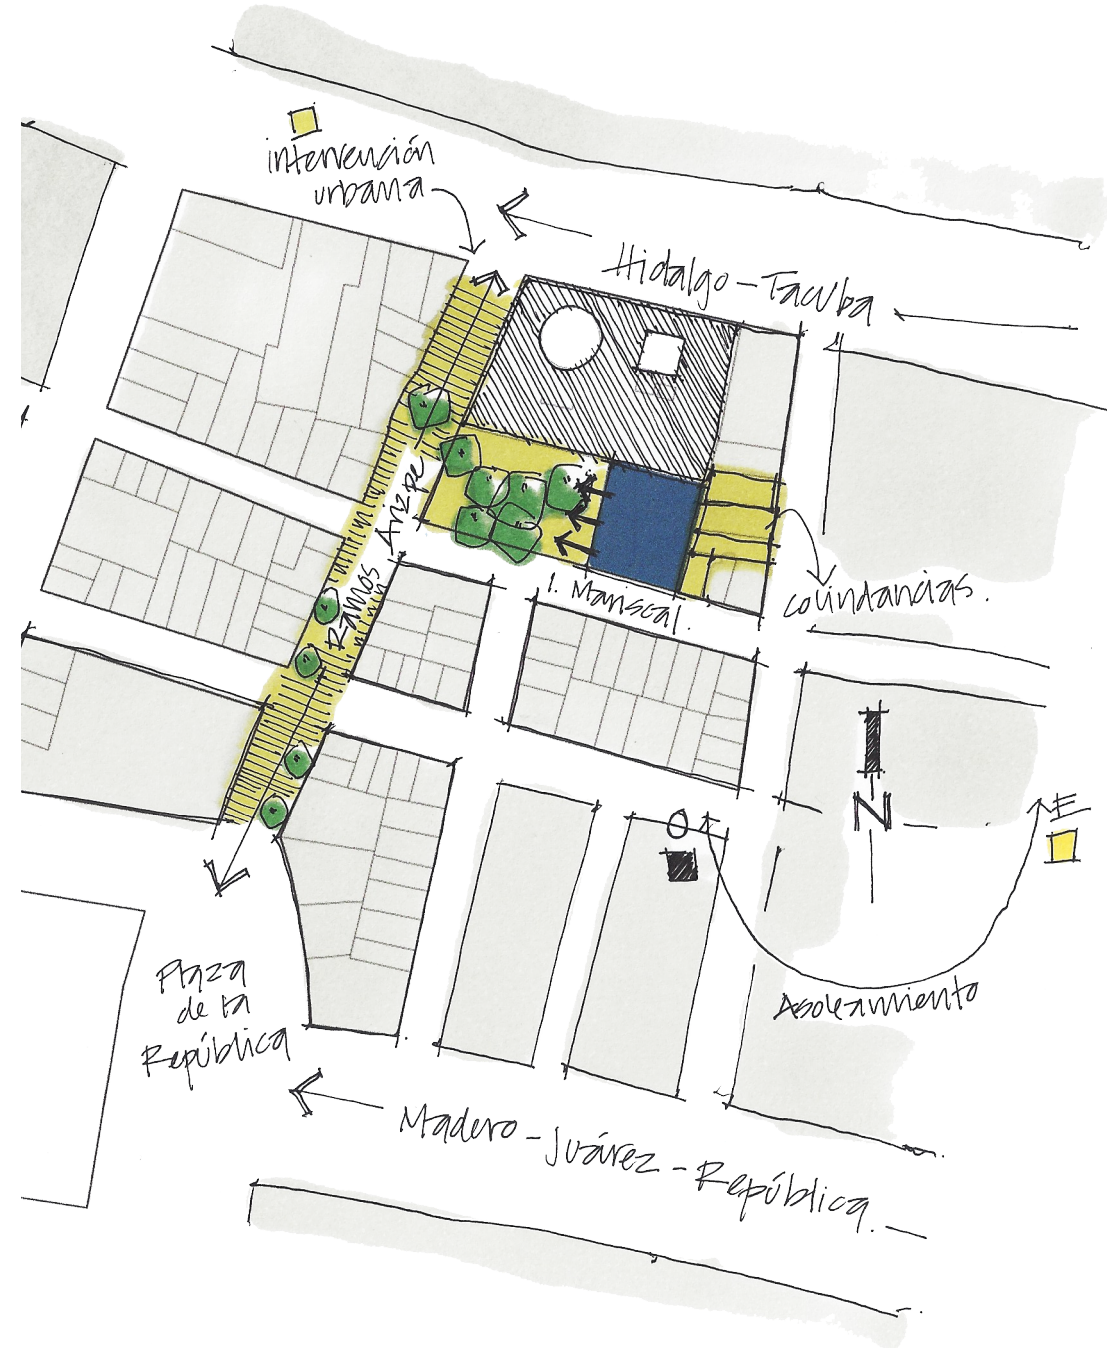 intervención
urbana
Hidalgo - Tacuba
Ramos Arizpe
I. Mariscal.
colindancias.
N
O
E
Asoleamiento
Plaza
de la
República
Madero - Juárez - República.